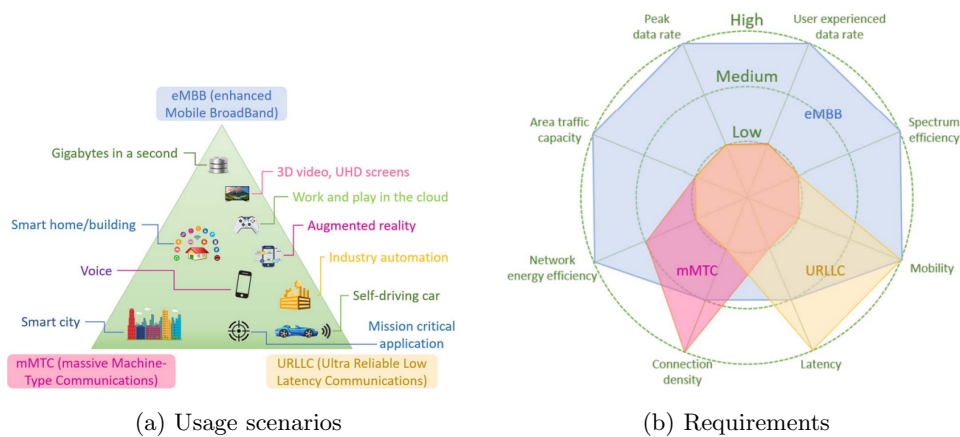 eMBB (enhanced
Mobile BroadBand)
Gigabytes in a second
3D video, UHD screens
Work and play in the cloud
Smart home/building
Augmented reality
Voice
Industry automation
Self-driving car
Smart city
Mission critical
application
mMTC (massive Machine-
Type Communications)
URLLC (Ultra Reliable Low
Latency Communications)
(a) Usage scenarios
Peak
data rate
High
User experienced
data rate
Medium
Area traffic
capacity
eMBB
Spectrum
efficiency
Low
Network
energy efficiency
mMTC
URLLC
Mobility
Connection
density
Latency
(b) Requirements